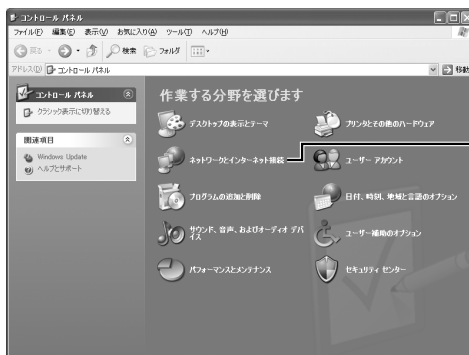 コントロール パネル
ファイル(F) 編集(E) 表示(V) お気に入り(A) ツール(T) ヘルプ(H)
戻る 検索 フォルダ
アドレス(D) コントロール パネル 移動
コントロール パネル
クラシック表示に切り替える
関連項目
Windows Update
ヘルプとサポート
作業する分野を選びます
デスクトップの表示とテーマ
プリンタとその他のハードウェア
ネットワークとインターネット接続
ユーザー アカウント
プログラムの追加と削除
日付、時刻、地域と言語のオプション
サウンド、音声、およびオーディオ デバ
イス
ユーザー補助のオプション
パフォーマンスとメンテナンス
セキュリティ センター